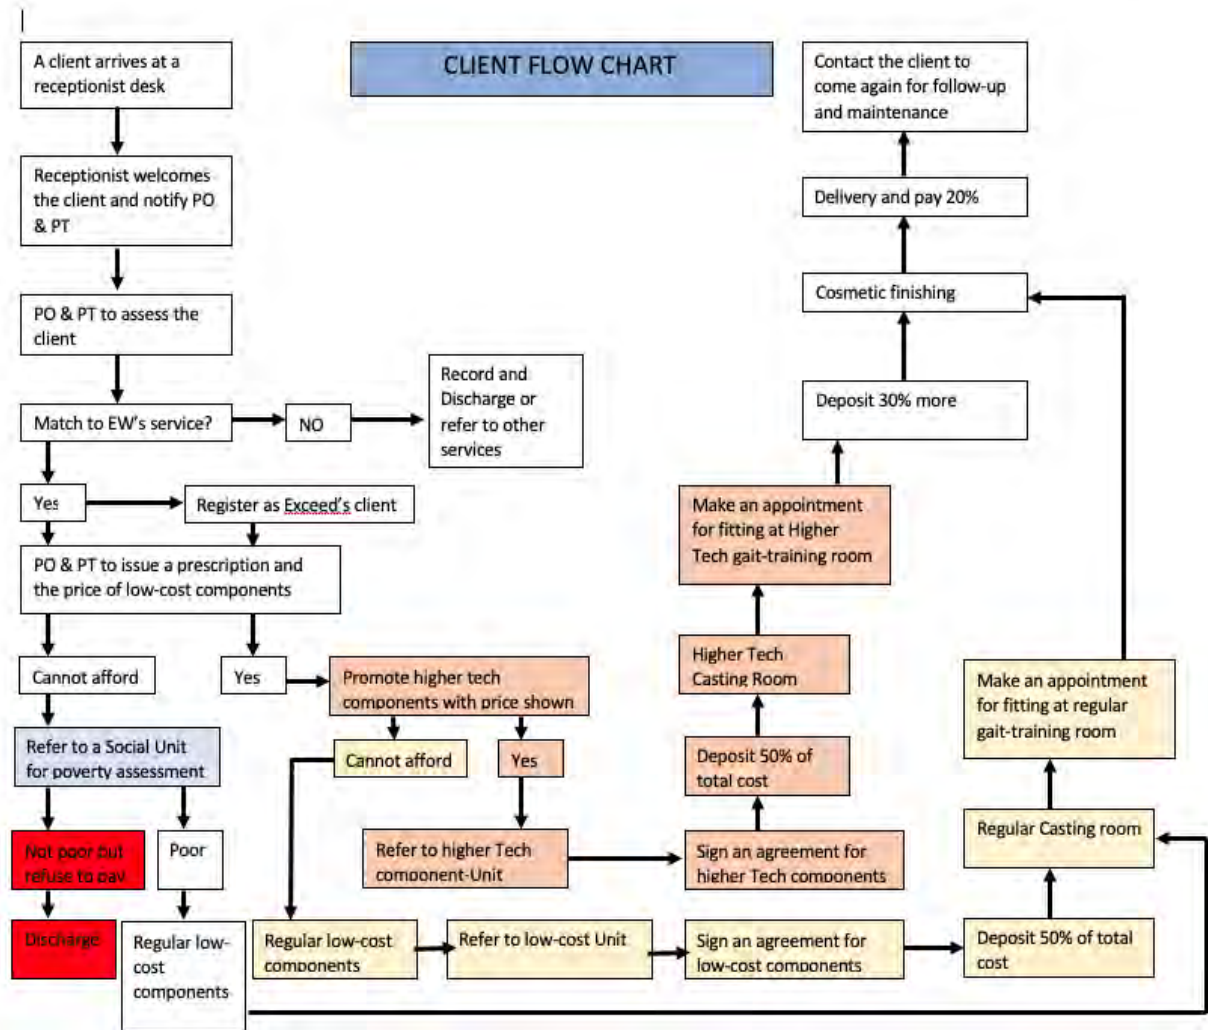 CLIENT FLOW CHART
A client arrives at a
receptionist desk
Receptionist welcomes
the client and notify PO
& PT
PO & PT to assess the
client
Match to EW's service?
NO
Record and
Discharge or
refer to other
services
Yes
Register as Exceed's client
PO & PT to issue a prescription and
the price of low-cost components
Cannot afford
Yes
Promote higher tech
components with price shown
Refer to a Social Unit
for poverty assessment
Cannot afford
Yes
Not poor but
refuse to pay
Poor
Refer to higher Tech
component-Unit
Discharge
Regular low-
cost
components
Regular low-cost
components
Refer to low-cost Unit
Sign an agreement for
low-cost components
Deposit 50% of total
cost
Regular Casting room
Make an appointment
for fitting at regular
gait-training room
Sign an agreement for
higher Tech components
Deposit 50% of
total cost
Higher Tech
Casting Room
Make an appointment
for fitting at Higher
Tech gait-training room
Deposit 30% more
Cosmetic finishing
Delivery and pay 20%
Contact the client to
come again for follow-up
and maintenance